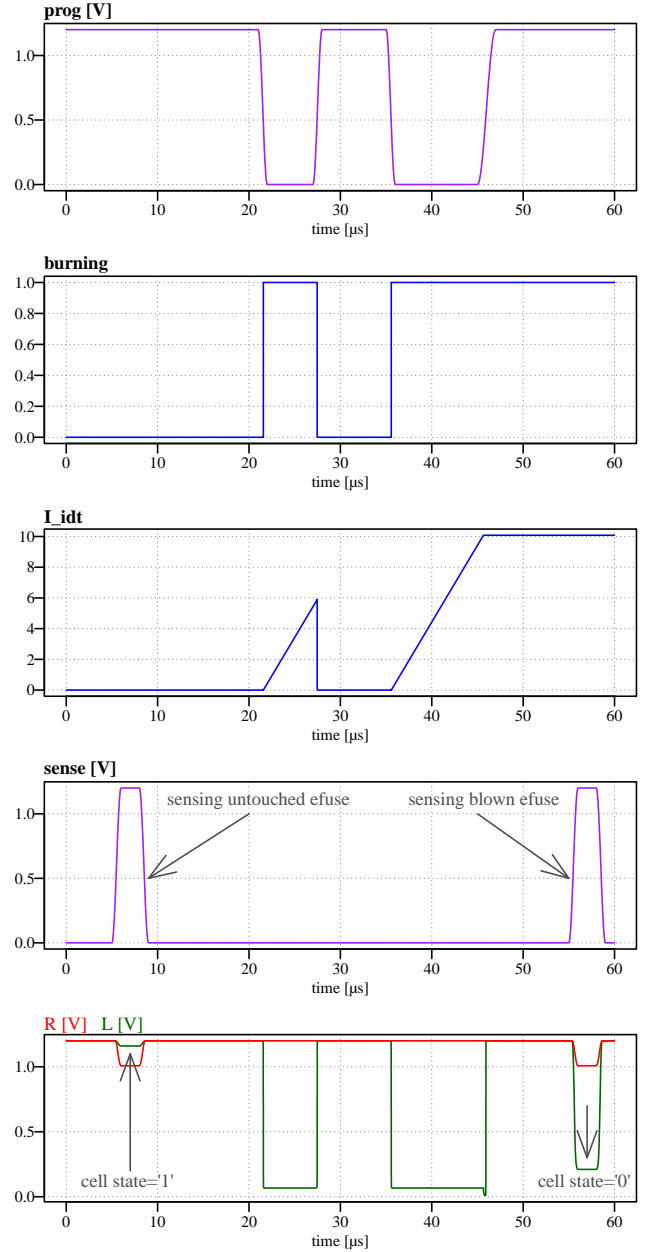 prog [V]
1.0
0.5
0.0
0 10 20 30 40 50 60
time [µs]
burning
1.0
0.8
0.6
0.4
0.2
0.0
0 10 20 30 40 50 60
time [µs]
I_idt
10
8
6
4
2
0
0 10 20 30 40 50 60
time [µs]
sense [V]
sensing untouched efuse sensing blown efuse
1.0
0.5
0.0
0 10 20 30 40 50 60
time [µs]
R [V] L [V]
1.0
0.5
cell state='1' cell state='0'
0.0
0 10 20 30 40 50 60
time [µs]